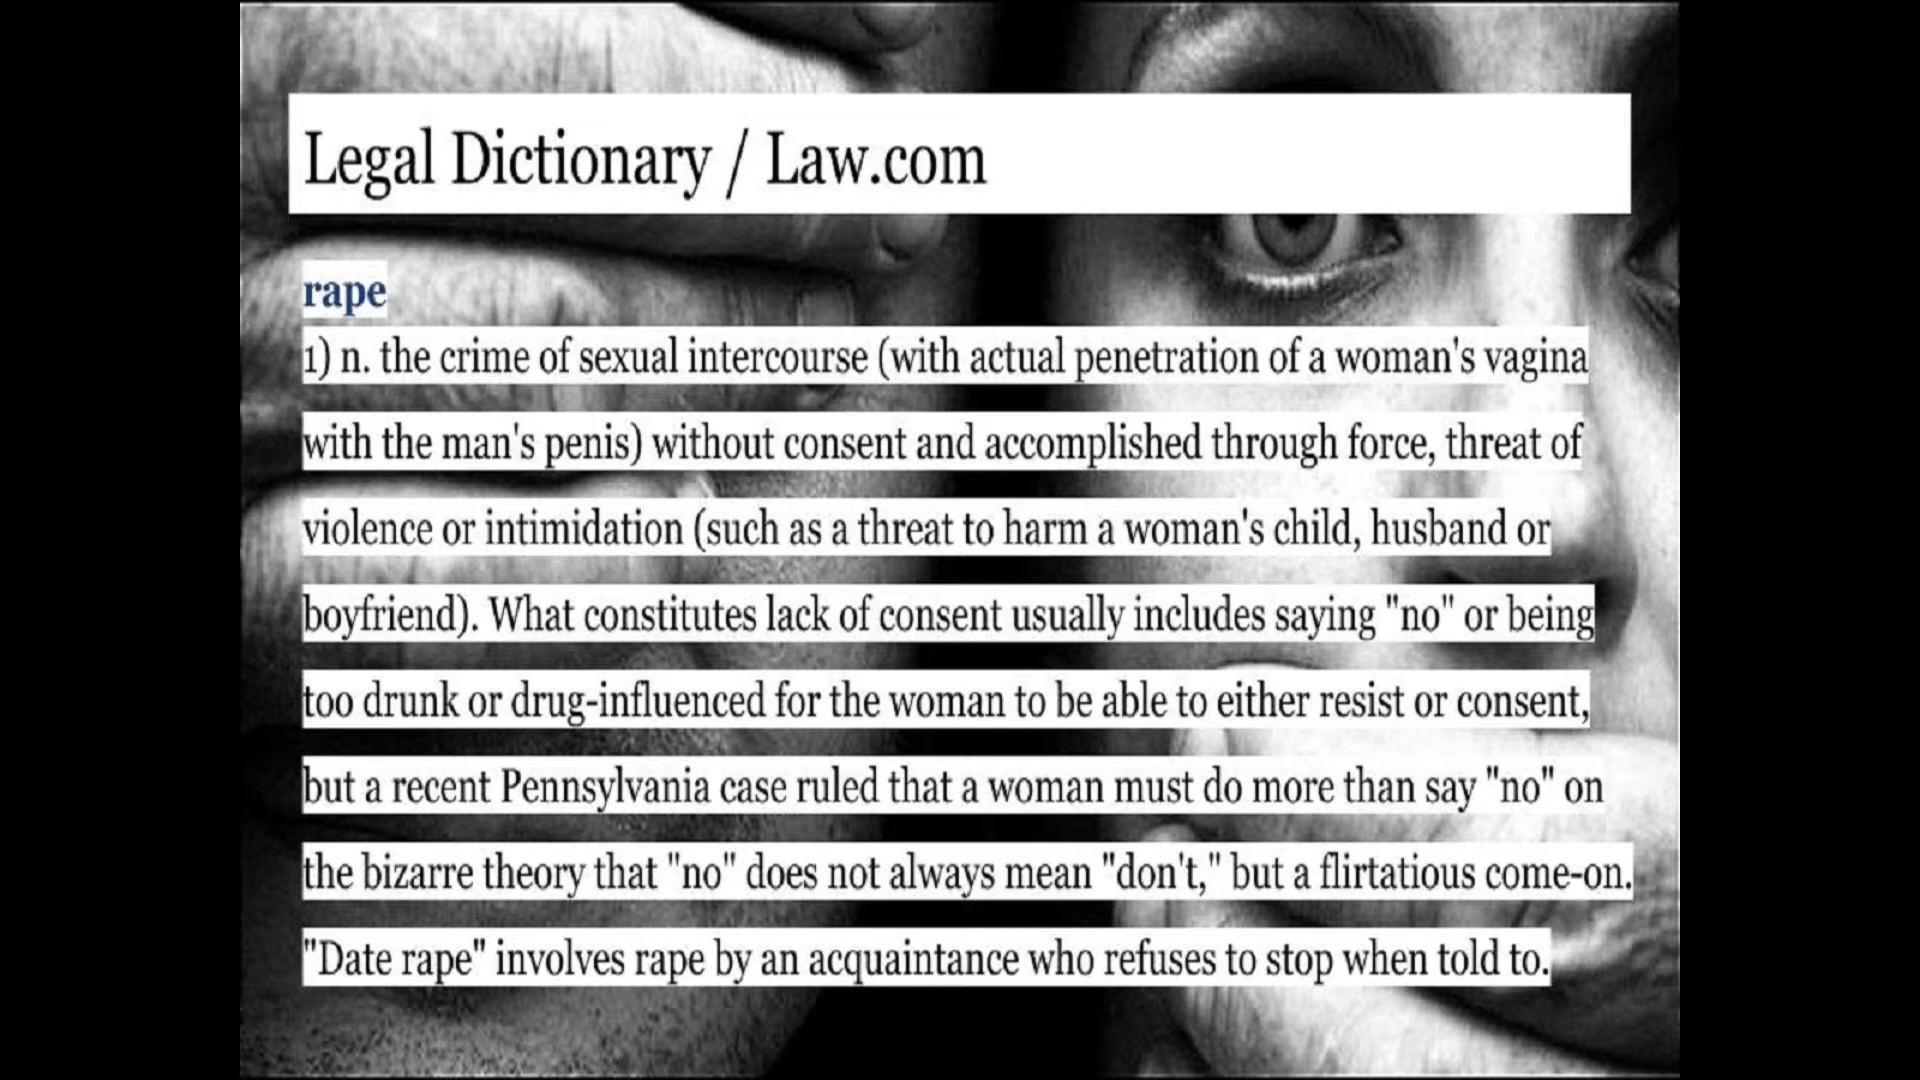 Legal Dictionary / Law.com
rape
1) n. the crime of sexual intercourse (with actual penetration of a woman's vagina
with the man's penis) without consent and accomplished through force, threat of
violence or intimidation (such as a threat to harm a woman's child, husband or
boyfriend). What constitutes lack of consent usually includes saying "no" or being
too drunk or drug-influenced for the woman to be able to either resist or consent,
but a recent Pennsylvania case ruled that a woman must do more than say "no" on
the bizarre theory that "no" does not always mean "don't," but a flirtatious come-on.
"Date rape" involves rape by an acquaintance who refuses to stop when told to.